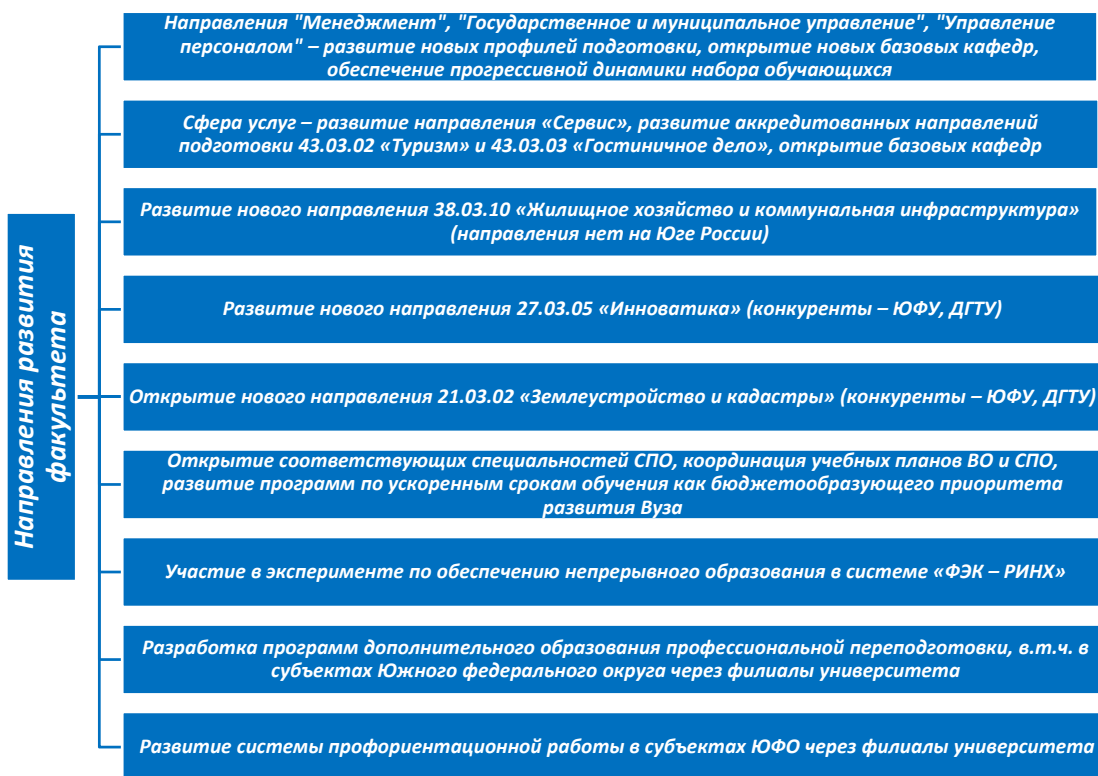 Направления развития
факультета
Направления "Менеджмент", "Государственное и муниципальное управление", "Управление
персоналом" – развитие новых профилей подготовки, открытие новых базовых кафедр,
обеспечение прогрессивной динамики набора обучающихся
Сфера услуг – развитие направления «Сервис», развитие аккредитованных направлений
подготовки 43.03.02 «Туризм» и 43.03.03 «Гостиничное дело», открытие базовых кафедр
Развитие нового направления 38.03.10 «Жилищное хозяйство и коммунальная инфраструктура»
(направления нет на Юге России)
Развитие нового направления 27.03.05 «Инноватика» (конкуренты – ЮФУ, ДГТУ)
Открытие нового направления 21.03.02 «Землеустройство и кадастры» (конкуренты – ЮФУ, ДГТУ)
Открытие соответствующих специальностей СПО, координация учебных планов ВО и СПО,
развитие программ по ускоренным срокам обучения как бюджетообразующего приоритета
развития Вуза
Участие в эксперименте по обеспечению непрерывного образования в системе «ФЭК – РИНХ»
Разработка программ дополнительного образования профессиональной переподготовки, в.т.ч. в
субъектах Южного федерального округа через филиалы университета
Развитие системы профориентационной работы в субъектах ЮФО через филиалы университета